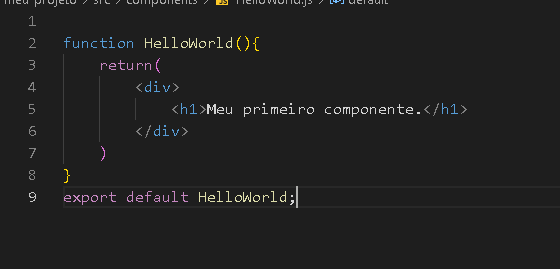 meu-projeto > src > components > JS HelloWorld.js > default
1
2 function HelloWorld(){
3 return(
4 <div>
5 <h1>Meu primeiro componente.</h1>
6 </div>
7 )
8 }
9 export default HelloWorld;